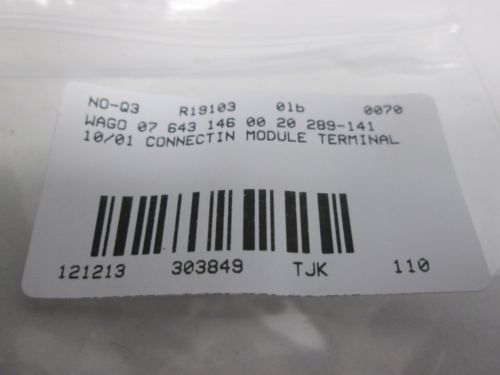 NO-Q3 R19103 01b 0070
WAGO 07 643 146 00 20 289-141
10/01 CONNECTIN MODULE TERMINAL
121213 303849 TJK 110